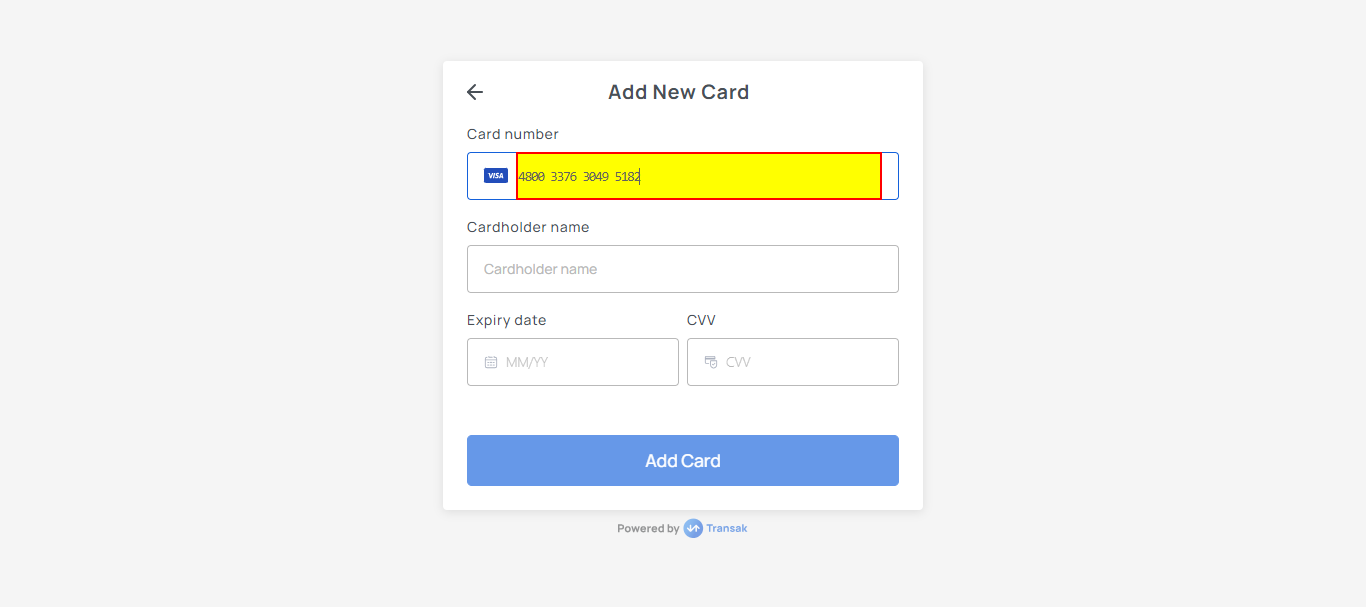 Add New Card
Card number
VISA
4800 3376 3049 5182
Cardholder name
Cardholder name
Expiry date
CVV
MM/YY
CVV
Add Card
Powered by Transak